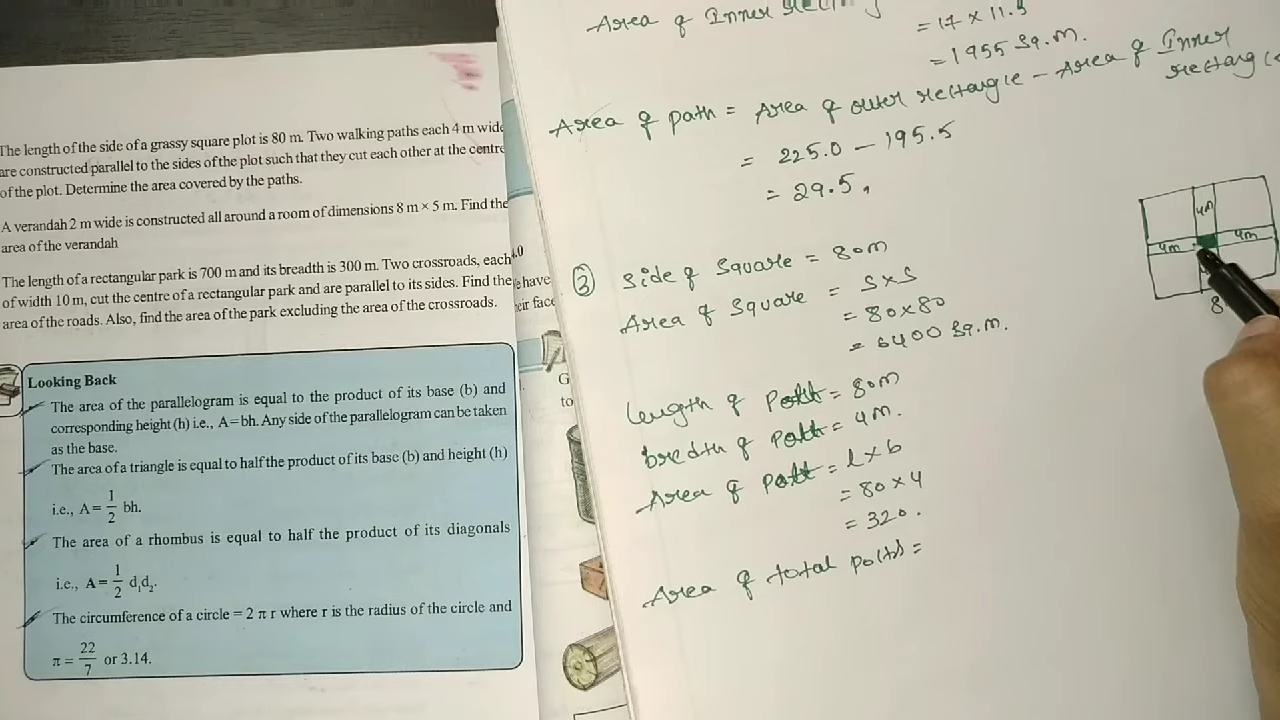 The length of the side of a grassy square plot is 80 m. Two walking paths each 4 m wide
are constructed parallel to the sides of the plot such that they cut each other at the centre
of the plot. Determine the area covered by the paths.
A verandah 2 m wide is constructed all around a room of dimensions 8 m × 5 m. Find the
area of the verandah
The length of a rectangular park is 700 m and its breadth is 300 m. Two crossroads, each
of width 10 m, cut the centre of a rectangular park and are parallel to its sides. Find the
area of the roads. Also, find the area of the park excluding the area of the crossroads.
Looking Back
The area of the parallelogram is equal to the product of its base (b) and
corresponding height (h) i.e., A = bh. Any side of the parallelogram can be taken
as the base.
The area of a triangle is equal to half the product of its base (b) and height (h)
i.e., A = 1/2 bh.
The area of a rhombus is equal to half the product of its diagonals
i.e., A = 1/2 d₁d₂.
The circumference of a circle = 2 π r where r is the radius of the circle and
π = 22/7 or 3.14.
have
face
to
Area of Inner
= 17 × 11.5
= 1955 Sq.m.
Area of path = Area of outer rectangle - Area of Inner
rectangle
= 225.0 - 195.5
= 29.5,
③ Side of Square = 80m
Area of Square = S×S
= 80×80
= 6400 Sq.m.
length of path = 80m
bredth of path = 4m.
Area of path = l×b
= 80×4
= 320.
Area of total paths =
4m
4m
4m
8